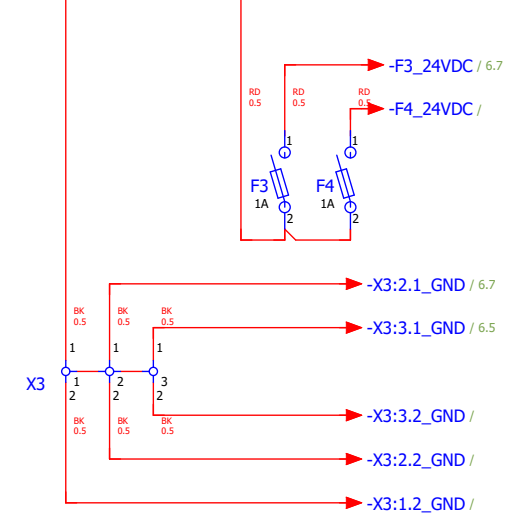 -F3_24VDC / 6.7
RD
0.5
RD
0.5
RD
0.5
-F4_24VDC /
1
1
F3
1A
F4
1A
2
2
-X3:2.1_GND / 6.7
BK
0.5
BK
0.5
BK
0.5
-X3:3.1_GND / 6.5
1
1
1
X3
1
2
3
2
2
2
BK
0.5
BK
0.5
BK
0.5
-X3:3.2_GND /
-X3:2.2_GND /
-X3:1.2_GND /